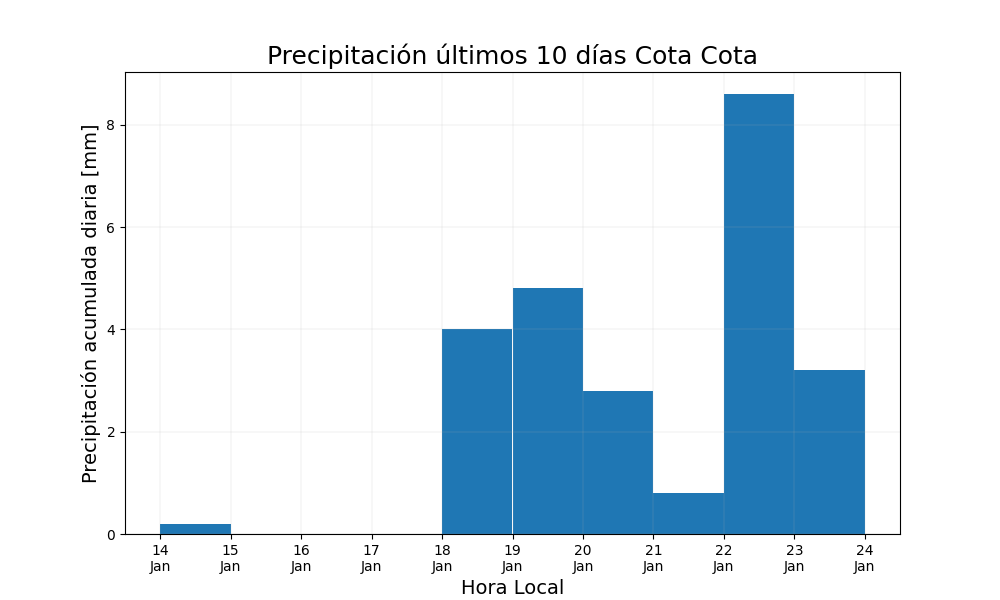 Precipitación últimos 10 días Cota Cota
Precipitación acumulada diaria [mm]
8
6
4
2
0
14 15 16 17 18 19 20 21 22 23 24
Jan Jan Jan Jan Jan Jan Jan Jan Jan Jan Jan
Hora Local